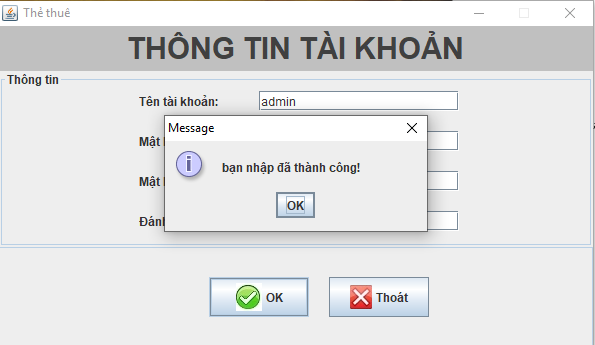 Thẻ thuê
THÔNG TIN TÀI KHOẢN
Thông tin
Tên tài khoản: admin
Message
Mật
bạn nhập đã thành công!
Mật
OK
Đánh
OK Thoát